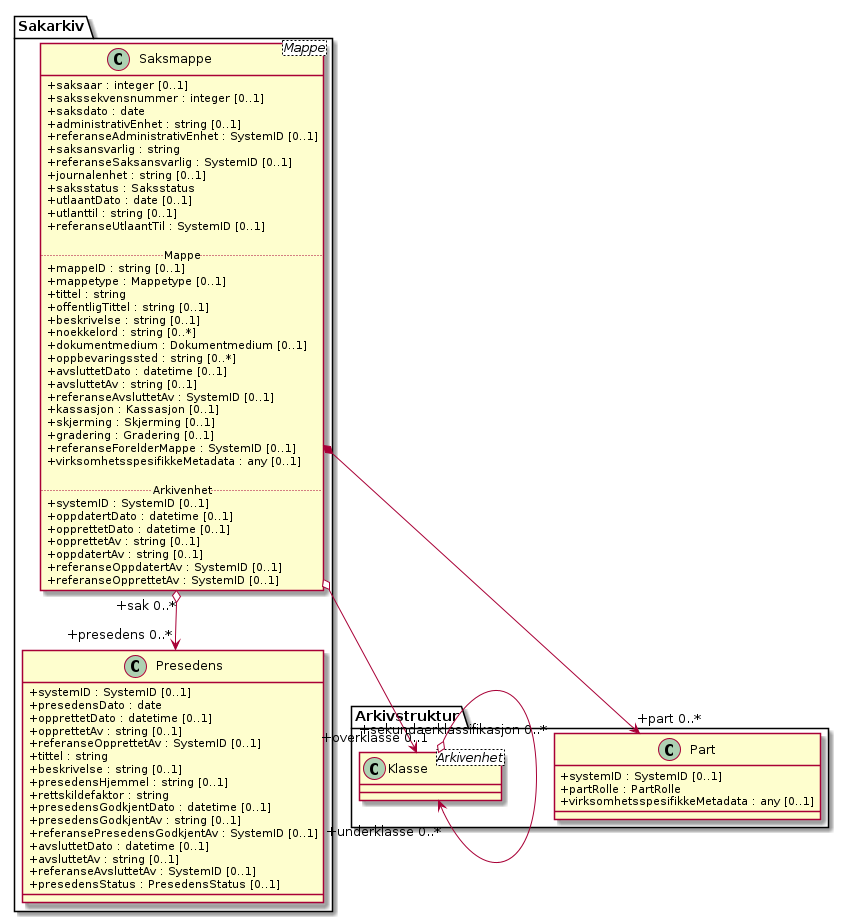 Sakarkiv
C Saksmappe
Mappe
+saksaar : integer [0..1]
+sakssekvensnummer : integer [0..1]
+saksdato : date
+administrativEnhet : string [0..1]
+referanseAdministrativEnhet : SystemID [0..1]
+saksansvarlig : string
+referanseSaksansvarlig : SystemID [0..1]
+journalenhet : string [0..1]
+saksstatus : Saksstatus
+utlaantDato : date [0..1]
+utlanttil : string [0..1]
+referanseUtlaantTil : SystemID [0..1]
Mappe
+mappeID : string [0..1]
+mappetype : Mappetype [0..1]
+tittel : string
+offentligTittel : string [0..1]
+beskrivelse : string [0..1]
+noekkelord : string [0..*]
+dokumentmedium : Dokumentmedium [0..1]
+oppbevaringssted : string [0..*]
+avsluttetDato : datetime [0..1]
+avsluttetAv : string [0..1]
+referanseAvsluttetAv : SystemID [0..1]
+kassasjon : Kassasjon [0..1]
+skjerming : Skjerming [0..1]
+gradering : Gradering [0..1]
+referanseForelderMappe : SystemID [0..1]
+virksomhetsspesifikkeMetadata : any [0..1]
Arkivenhet
+systemID : SystemID [0..1]
+oppdatertDato : datetime [0..1]
+opprettetDato : datetime [0..1]
+opprettetAv : string [0..1]
+oppdatertAv : string [0..1]
+referanseOppdatertAv : SystemID [0..1]
+referanseOpprettetAv : SystemID [0..1]
+sak 0..*
+presedens 0..*
C Presedens
+systemID : SystemID [0..1]
+presedensDato : date
+opprettetDato : datetime [0..1]
+opprettetAv : string [0..1]
+referanseOpprettetAv : SystemID [0..1]
+tittel : string
+beskrivelse : string [0..1]
+presedensHjemmel : string [0..1]
+rettskildefaktor : string
+presedensGodkjentDato : datetime [0..1]
+presedensGodkjentAv : string [0..1]
+referansePresedensGodkjentAv : SystemID [0..1]
+avsluttetDato : datetime [0..1]
+avsluttetAv : string [0..1]
+referanseAvsluttetAv : SystemID [0..1]
+presedensStatus : PresedensStatus [0..1]
Arkivstruktur
+sekundaerklassifikasjon 0..*
+overklasse 0..1
C Klasse
Arkivenhet
+underklasse 0..*
+part 0..*
C Part
+systemID : SystemID [0..1]
+partRolle : PartRolle
+virksomhetsspesifikkeMetadata : any [0..1]